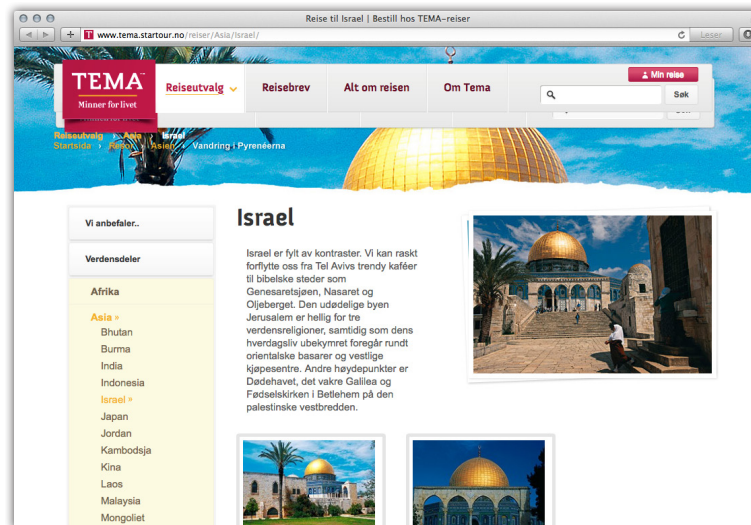 Reise til Israel | Bestill hos TEMA-reiser
T www.tema.startour.no/reiser/Asia/Israel/
Leser
TEMA™
Minner for livet
Reiseutvalg
Reisebrev
Alt om reisen
Om Tema
Min reise
Søk
Reiseutvalg › Asia › Israel
Startsida › Resor › Asien › Vandring i Pyrenéerna
Vi anbefaler..
Verdensdeler
Afrika
Asia »
Bhutan
Burma
India
Indonesia
Israel »
Japan
Jordan
Kambodsja
Kina
Laos
Malaysia
Mongoliet
Israel
Israel er fylt av kontraster. Vi kan raskt
forflytte oss fra Tel Avivs trendy kaféer
til bibelske steder som
Genesaretsjøen, Nasaret og
Oljeberget. Den udødelige byen
Jerusalem er hellig for tre
verdensreligioner, samtidig som dens
hverdagsliv ubekymret foregår rundt
orientalske basarer og vestlige
kjøpesentre. Andre høydepunkter er
Dødehavet, det vakre Galilea og
Fødselskirken i Betlehem på den
palestinske vestbredden.